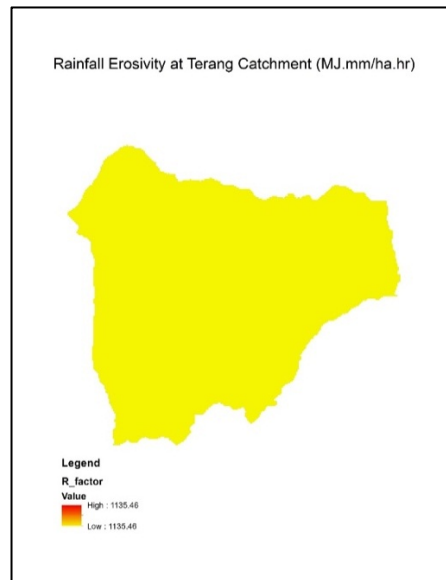 Rainfall Erosivity at Terang Catchment (MJ.mm/ha.hr)
Legend
R_factor
Value
High : 1135.46
Low : 1135.46